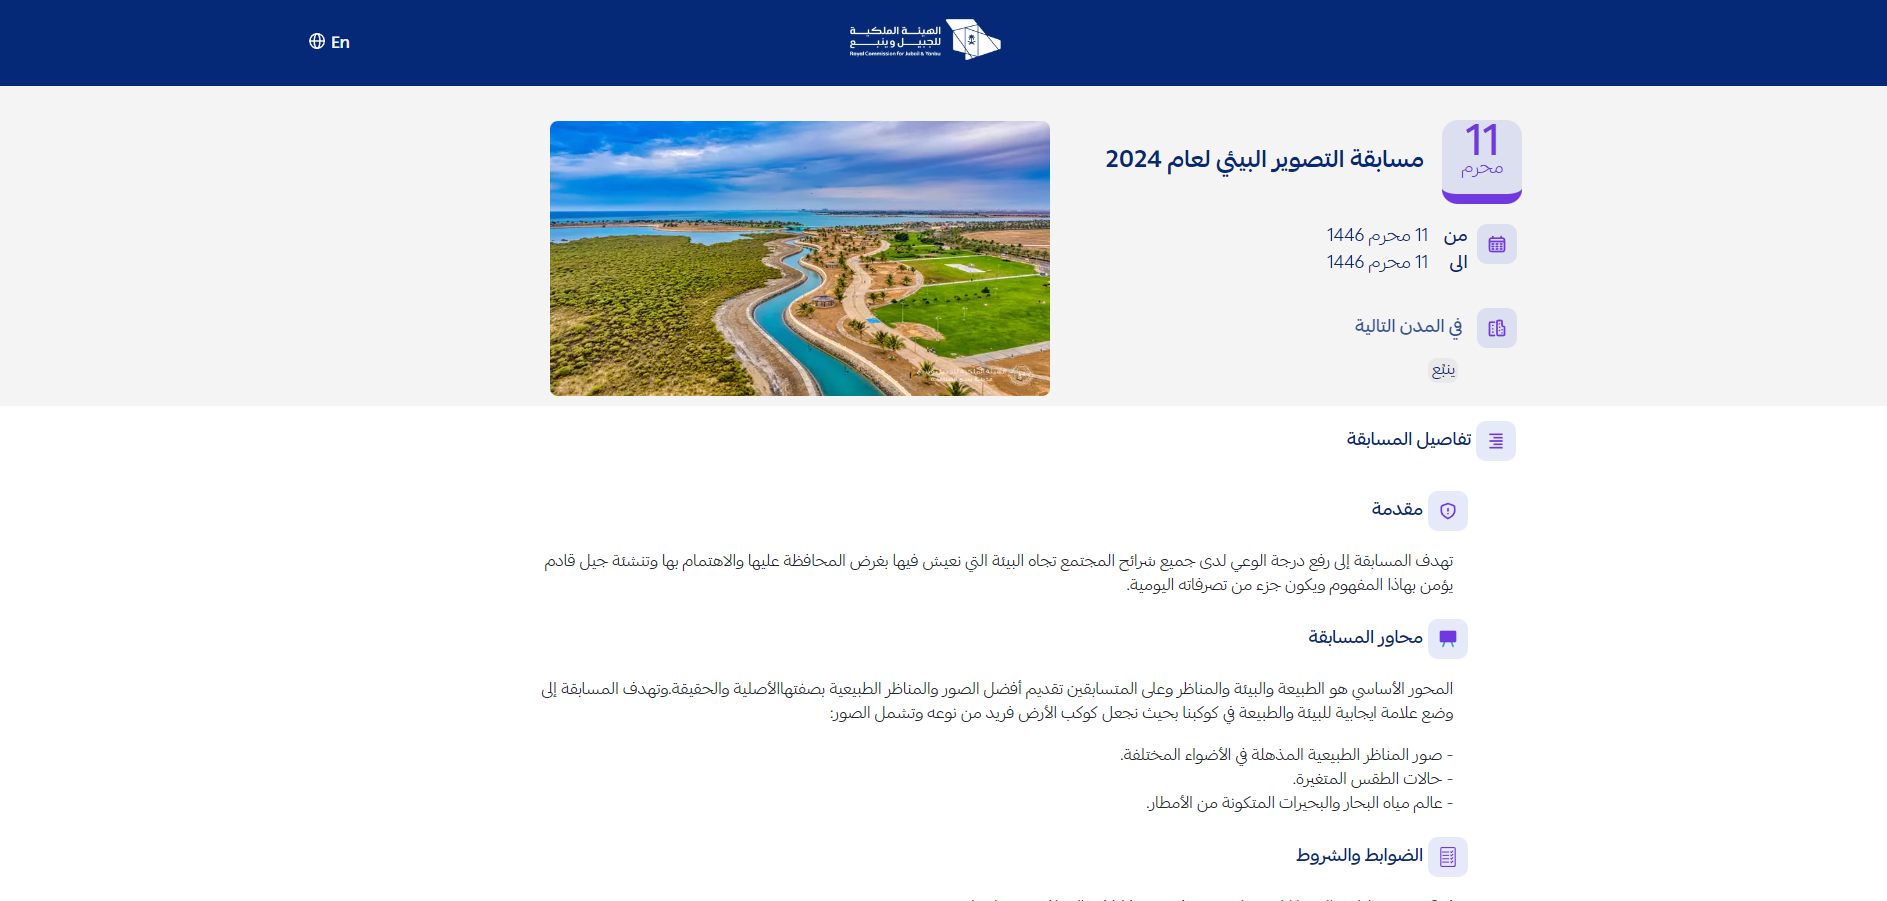 الهيئة الملكية
للجبيل وينبع
Royal Commission for Jubail & Yanbu
En
11
محرم
مسابقة التصوير البيئي لعام 2024
من 11 محرم 1446
الى 11 محرم 1446
في المدن التالية
ينبع
تفاصيل المسابقة
مقدمة
تهدف المسابقة إلى رفع درجة الوعي لدى جميع شرائح المجتمع تجاه البيئة التي نعيش فيها بغرض المحافظة عليها والاهتمام بها وتنشئة جيل قادم
يؤمن بهاذا المفهوم ويكون جزء من تصرفاته اليومية.
محاور المسابقة
المحور الأساسي هو الطبيعة والبيئة والمناظر وعلى المتسابقين تقديم أفضل الصور والمناظر الطبيعية بصفتهاالأصلية والحقيقة.وتهدف المسابقة إلى
وضع علامة ايجابية للبيئة والطبيعة في كوكبنا بحيث نجعل كوكب الأرض فريد من نوعه وتشمل الصور:
- صور المناظر الطبيعية المذهلة في الأضواء المختلفة.
- حالات الطقس المتغيرة.
- عالم مياه البحار والبحيرات المتكونة من الأمطار.
الضوابط والشروط